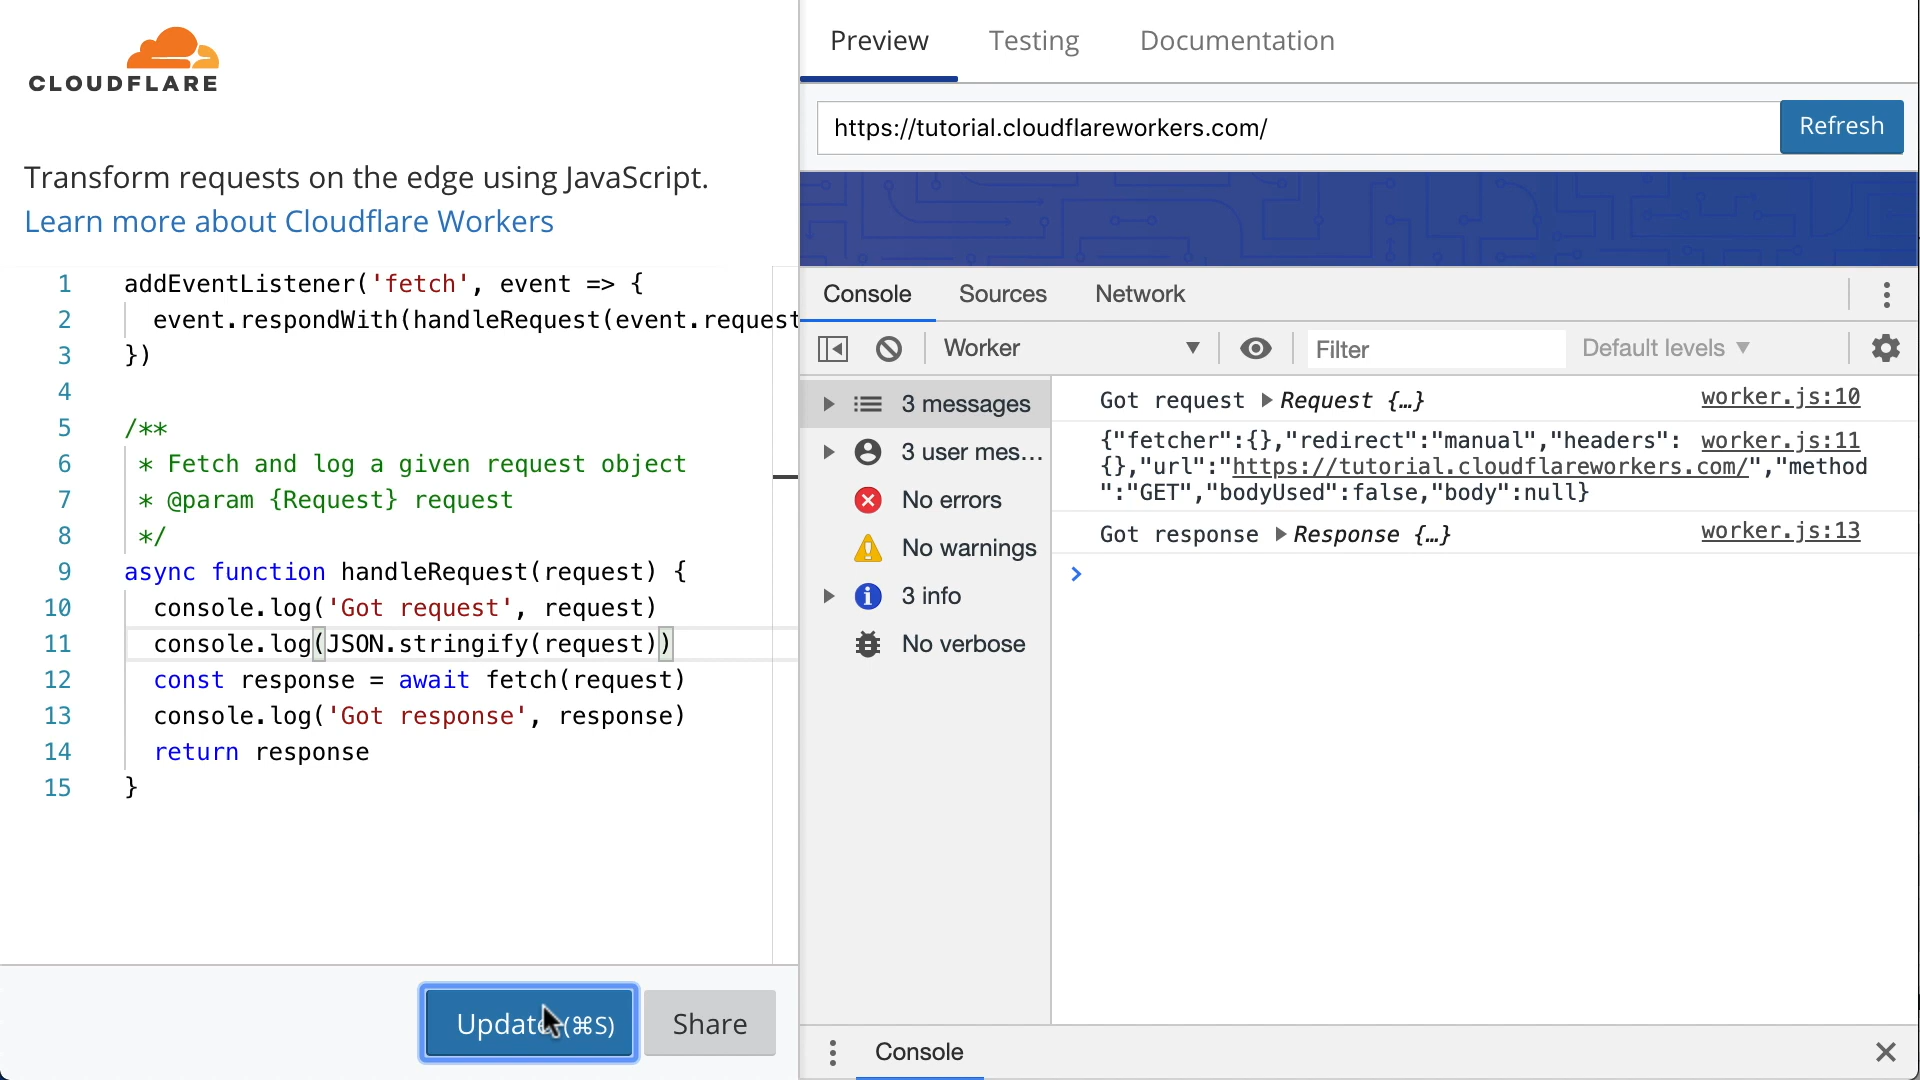 CLOUDFLARE
Transform requests on the edge using JavaScript.
Learn more about Cloudflare Workers
1 addEventListener('fetch', event => {
2 event.respondWith(handleRequest(event.request
3 })
4
5 /**
6 * Fetch and log a given request object
7 * @param {Request} request
8 */
9 async function handleRequest(request) {
10 console.log('Got request', request)
11 console.log(JSON.stringify(request))
12 const response = await fetch(request)
13 console.log('Got response', response)
14 return response
15 }
Update (⌘S) Share
Preview Testing Documentation
https://tutorial.cloudflareworkers.com/ Refresh
Console Sources Network
Worker Filter Default levels
3 messages
3 user mes...
No errors
No warnings
3 info
No verbose
Got request Request {…} worker.js:10
{"fetcher":{},"redirect":"manual","headers": worker.js:11
{},"url":"https://tutorial.cloudflareworkers.com/","method
":"GET","bodyUsed":false,"body":null}
Got response Response {…} worker.js:13
Console